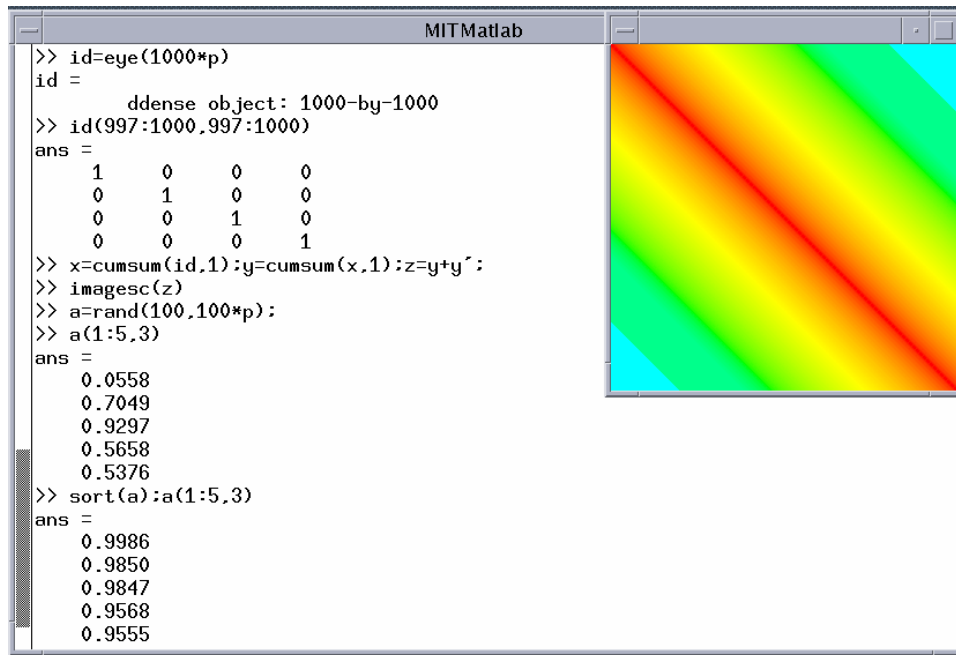 MITMatlab
>> id=eye(1000*p)
id =
ddense object: 1000-by-1000
>> id(997:1000,997:1000)
ans =
1 0 0 0
0 1 0 0
0 0 1 0
0 0 0 1
>> x=cumsum(id,1);y=cumsum(x,1);z=y+y´;
>> imagesc(z)
>> a=rand(100,100*p);
>> a(1:5,3)
ans =
0.0558
0.7049
0.9297
0.5658
0.5376
>> sort(a);a(1:5,3)
ans =
0.9986
0.9850
0.9847
0.9568
0.9555